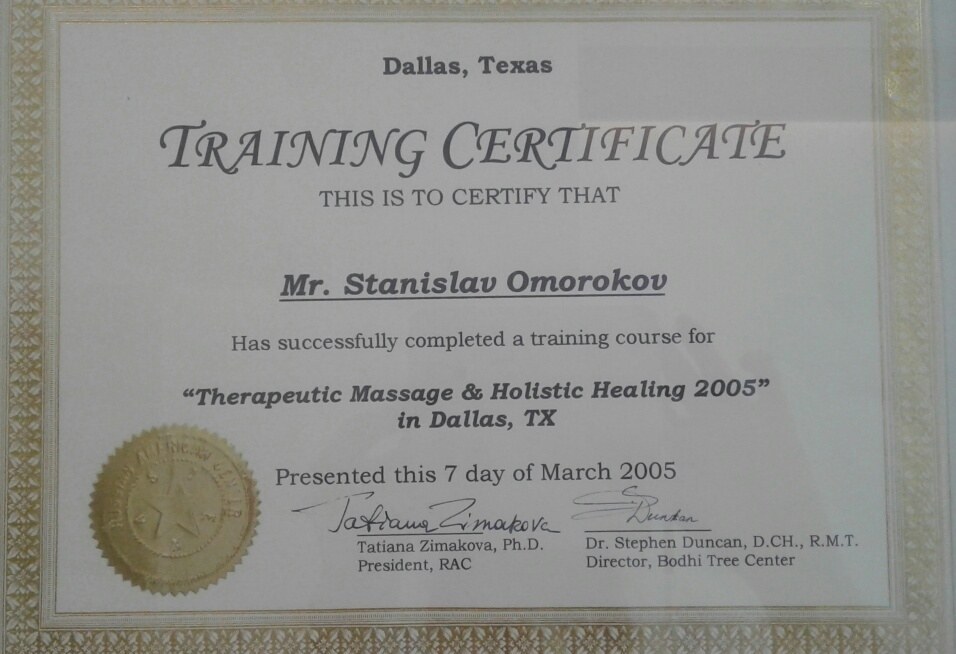 Dallas, Texas
TRAINING CERTIFICATE
THIS IS TO CERTIFY THAT
Mr. Stanislav Omorokov
Has successfully completed a training course for
“Therapeutic Massage & Holistic Healing 2005”
in Dallas, TX
Presented this 7 day of March 2005
Tatiana Zimakova
Duncan
Tatiana Zimakova, Ph.D.
President, RAC
Dr. Stephen Duncan, D.CH., R.M.T.
Director, Bodhi Tree Center